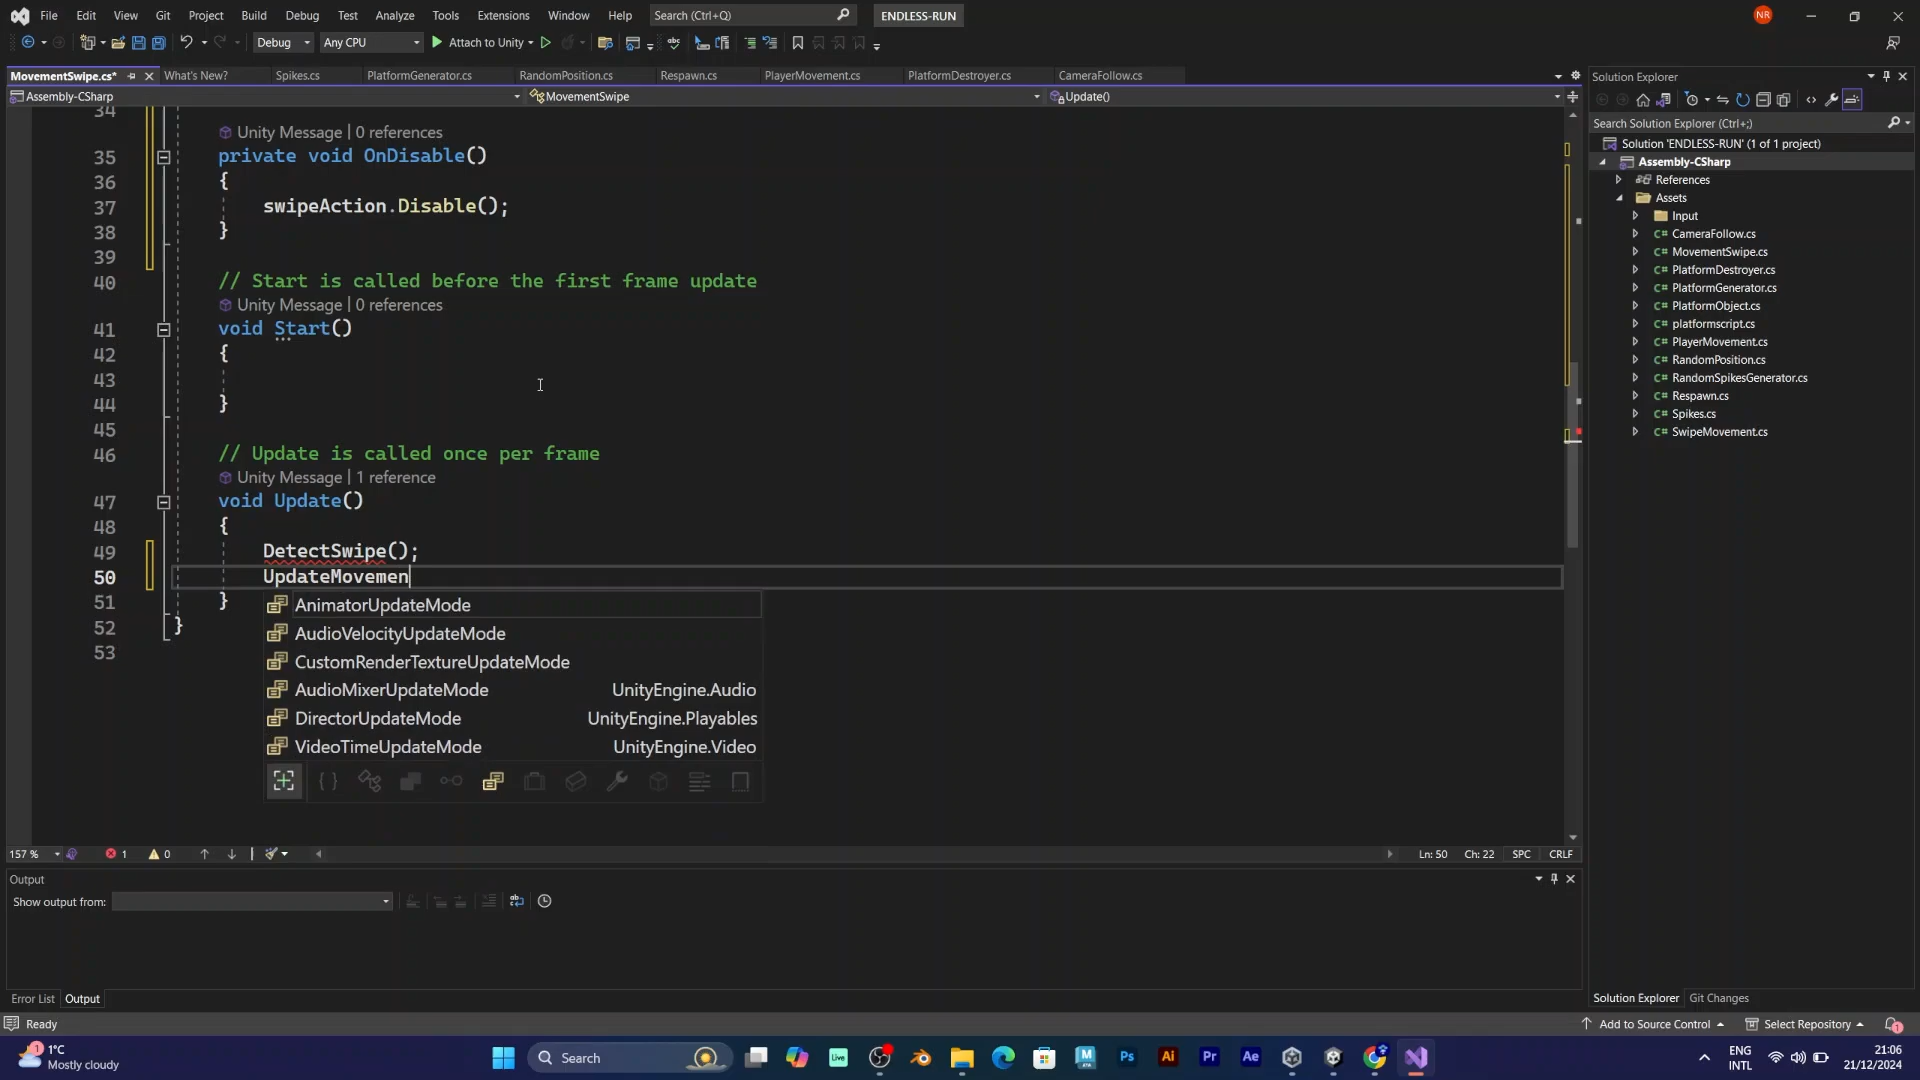 File Edit View Git Project Build Debug Test Analyze Tools Extensions Window Help Search (Ctrl+Q) ENDLESS-RUN NR
Debug Any CPU Attach to Unity
MovementSwipe.cs* What's New? Spikes.cs PlatformGenerator.cs RandomPosition.cs Respawn.cs PlayerMovement.cs PlatformDestroyer.cs CameraFollow.cs
Assembly-CSharp MovementSwipe Update()
34
Unity Message | 0 references
35 private void OnDisable()
36 {
37 swipeAction.Disable();
38 }
39
40 // Start is called before the first frame update
Unity Message | 0 references
41 void Start()
42 {
43
44 }
45
46 // Update is called once per frame
Unity Message | 1 reference
47 void Update()
48 {
49 DetectSwipe();
50 UpdateMovemen
51 }
52 }
53
AnimatorUpdateMode
AudioVelocityUpdateMode
CustomRenderTextureUpdateMode
AudioMixerUpdateMode UnityEngine.Audio
DirectorUpdateMode UnityEngine.Playables
VideoTimeUpdateMode UnityEngine.Video
157 % 1 0 Ln: 50 Ch: 22 SPC CRLF
Output
Show output from:
Error List Output
Solution Explorer
Search Solution Explorer (Ctrl+;)
Solution 'ENDLESS-RUN' (1 of 1 project)
Assembly-CSharp
References
Assets
Input
C# CameraFollow.cs
C# MovementSwipe.cs
C# PlatformDestroyer.cs
C# PlatformGenerator.cs
C# PlatformObject.cs
C# platformscript.cs
C# PlayerMovement.cs
C# RandomPosition.cs
C# RandomSpikesGenerator.cs
C# Respawn.cs
C# Spikes.cs
C# SwipeMovement.cs
Solution Explorer Git Changes
Ready Add to Source Control Select Repository 1
1 1°C
Mostly cloudy
Search Live M Ps Ai Pr Ae
ENG
INTL
21:06
21/12/2024